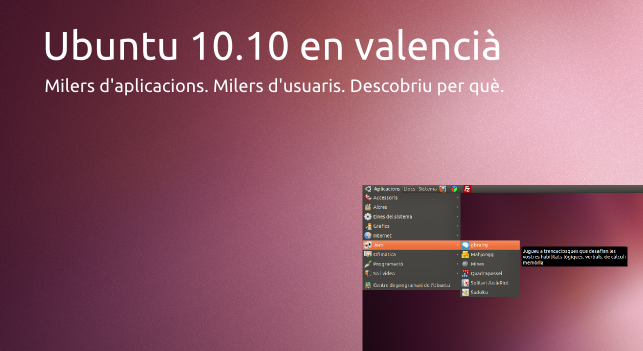 Ubuntu 10.10 en valencià
Milers d'aplicacions. Milers d'usuaris. Descobriu per què.
Aplicacions Llocs Sistema
Accessoris
Altres
Eines del sistema
Gràfics
Internet
Jocs
gbrainy
Jugueu a trencaclosques que desafien les
vostres habilitats lògiques, verbals, de càlcul i
memòria
Ofimàtica
Mahjongg
Programació
Mines
So i vídeo
Quadrapassel
Centre de programari de l'Ubuntu
Solitari AisleRiot
Sudoku